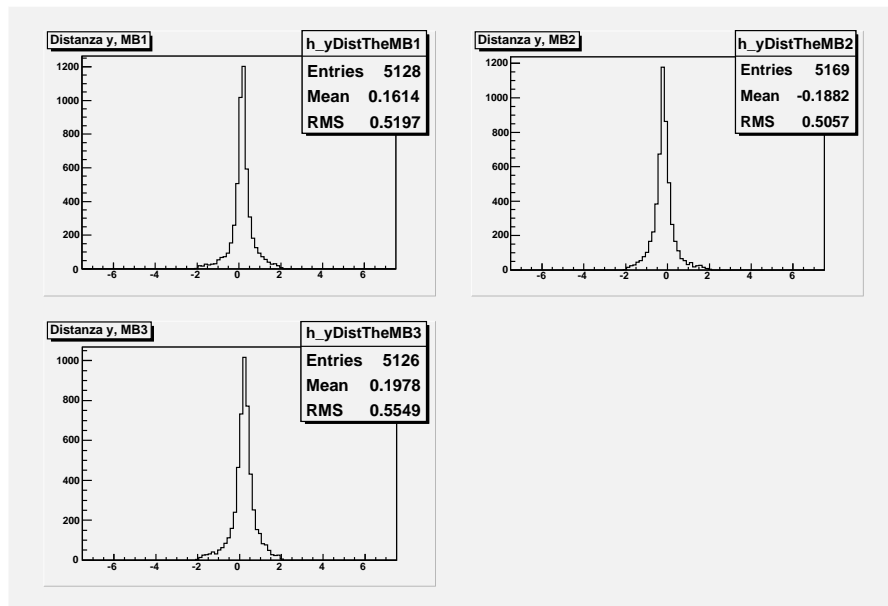 Distanza y, MB1
h_yDistTheMB1
Entries 5128
Mean 0.1614
RMS 0.5197
1200
1000
800
600
400
200
0
-6 -4 -2 0 2 4 6
Distanza y, MB2
h_yDistTheMB2
Entries 5169
Mean -0.1882
RMS 0.5057
1200
1000
800
600
400
200
0
-6 -4 -2 0 2 4 6
Distanza y, MB3
h_yDistTheMB3
Entries 5126
Mean 0.1978
RMS 0.5549
1000
800
600
400
200
0
-6 -4 -2 0 2 4 6